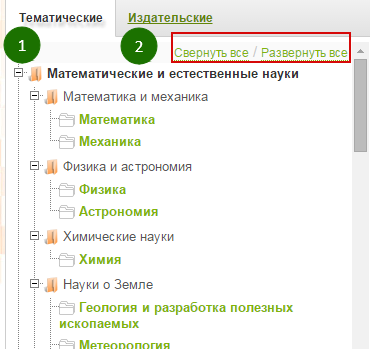 Тематические Издательские
1 2 Свернуть все / Развернуть все
Математические и естественные науки
Математика и механика
Математика
Механика
Физика и астрономия
Физика
Астрономия
Химические науки
Химия
Науки о Земле
Геология и разработка полезных
ископаемых
Метеорология